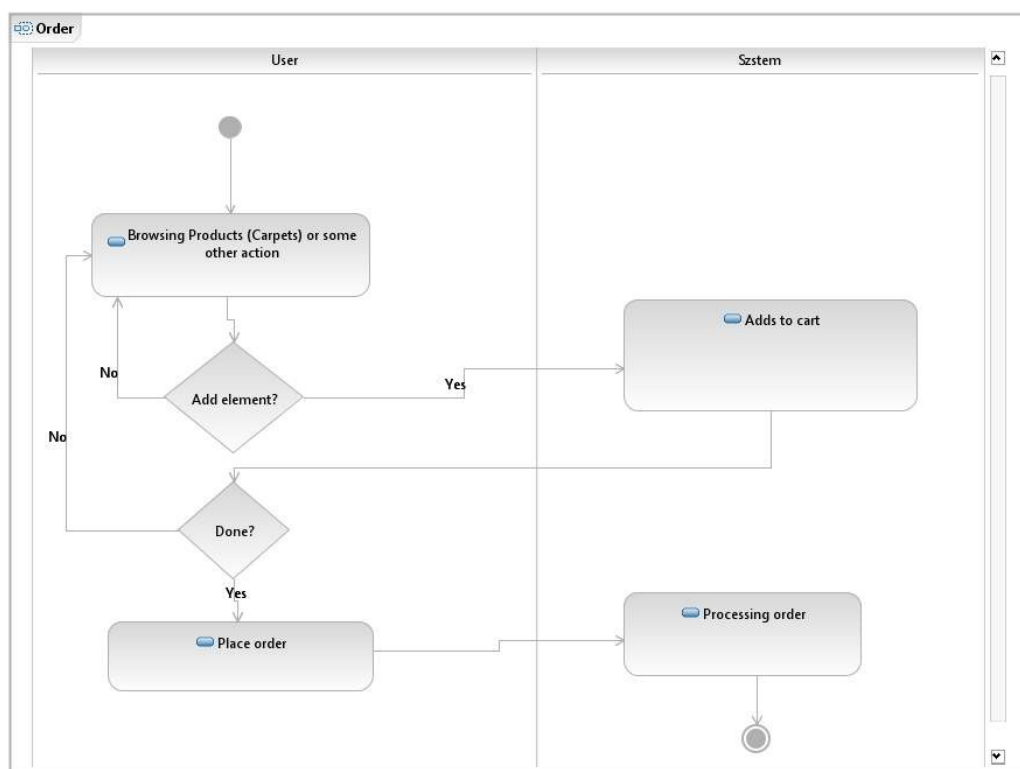 Order
User
Szstem
Browsing Products (Carpets) or some
other action
Adds to cart
No
Yes
Add element?
No
Done?
Yes
Processing order
Place order